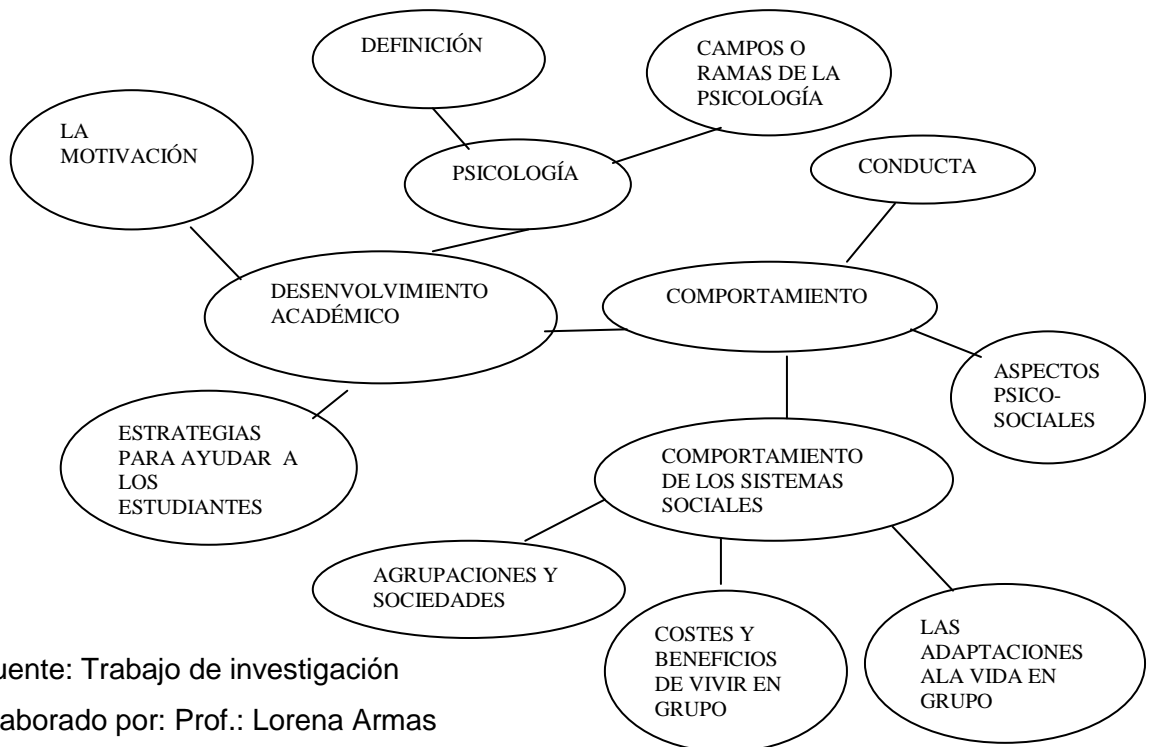 DEFINICIÓN
CAMPOS O
RAMAS DE LA
PSICOLOGÍA
LA
MOTIVACIÓN
PSICOLOGÍA
CONDUCTA
DESENVOLVIMIENTO
ACADÉMICO
COMPORTAMIENTO
ASPECTOS
PSICO-
SOCIALES
ESTRATEGIAS
PARA AYUDAR A
LOS
ESTUDIANTES
COMPORTAMIENTO
DE LOS SISTEMAS
SOCIALES
AGRUPACIONES Y
SOCIEDADES
COSTES Y
BENEFICIOS
DE VIVIR EN
GRUPO
LAS
ADAPTACIONES
ALA VIDA EN
GRUPO
uente: Trabajo de investigación
laborado por: Prof.: Lorena Armas